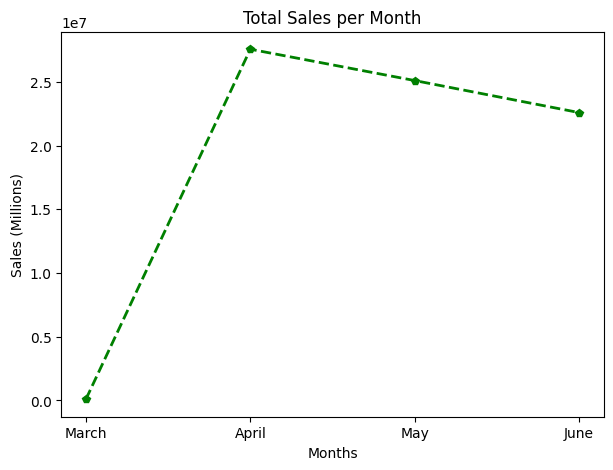 Total Sales per Month
1e7
Sales (Millions)
2.5
2.0
1.5
1.0
0.5
0.0
March April May June
Months